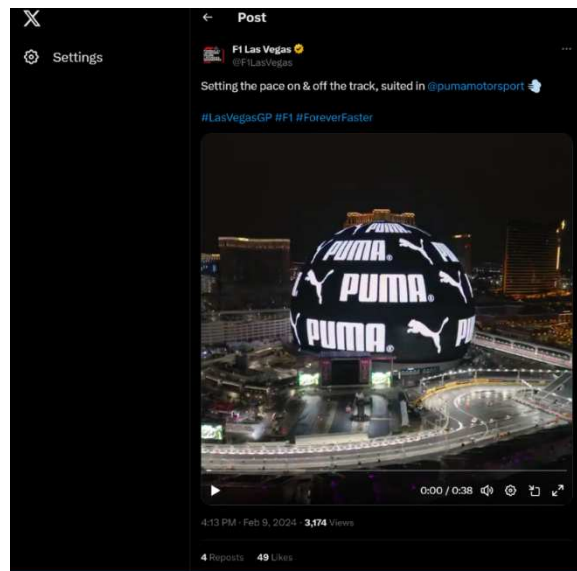 X
← Post
Settings
F1 Las Vegas
@F1LasVegas
Setting the pace on & off the track, suited in @pumamotorsport
#LasVegasGP #F1 #ForeverFaster
PUMA
PUMA
PUMA
PUMA
0:00 / 0:38
4:13 PM · Feb 9, 2024 · 3,174 Views
4 Reposts 49 Likes